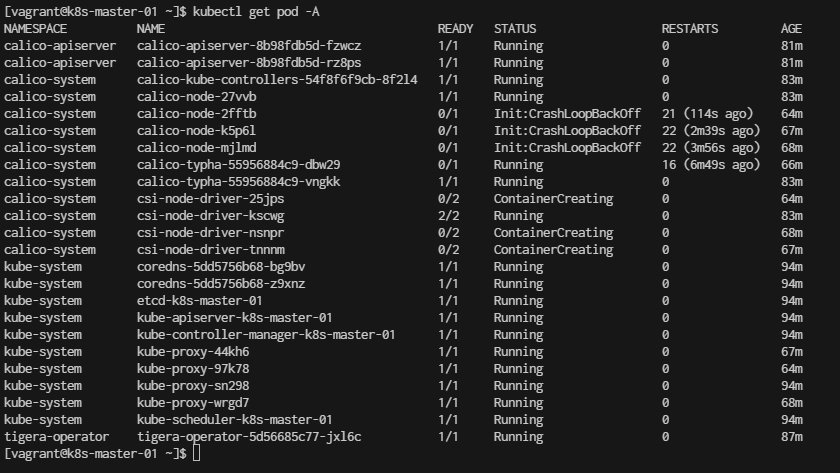 [vagrant@k8s-master-01 ~]$ kubectl get pod -A
NAMESPACE NAME READY STATUS RESTARTS AGE
calico-apiserver calico-apiserver-8b98fdb5d-fzwcz 1/1 Running 0 81m
calico-apiserver calico-apiserver-8b98fdb5d-rz8ps 1/1 Running 0 81m
calico-system calico-kube-controllers-54f8f6f9cb-8f2l4 1/1 Running 0 83m
calico-system calico-node-27vvb 1/1 Running 0 83m
calico-system calico-node-2fftb 0/1 Init:CrashLoopBackOff 21 (114s ago) 64m
calico-system calico-node-k5p6l 0/1 Init:CrashLoopBackOff 22 (2m39s ago) 67m
calico-system calico-node-mjlmd 0/1 Init:CrashLoopBackOff 22 (3m56s ago) 68m
calico-system calico-typha-55956884c9-dbw29 0/1 Running 16 (6m49s ago) 66m
calico-system calico-typha-55956884c9-vngkk 1/1 Running 0 83m
calico-system csi-node-driver-25jps 0/2 ContainerCreating 0 64m
calico-system csi-node-driver-kscwg 2/2 Running 0 83m
calico-system csi-node-driver-nsnpr 0/2 ContainerCreating 0 68m
calico-system csi-node-driver-tnnnm 0/2 ContainerCreating 0 67m
kube-system coredns-5dd5756b68-bg9bv 1/1 Running 0 94m
kube-system coredns-5dd5756b68-z9xnz 1/1 Running 0 94m
kube-system etcd-k8s-master-01 1/1 Running 0 94m
kube-system kube-apiserver-k8s-master-01 1/1 Running 0 94m
kube-system kube-controller-manager-k8s-master-01 1/1 Running 0 94m
kube-system kube-proxy-44kh6 1/1 Running 0 67m
kube-system kube-proxy-97k78 1/1 Running 0 64m
kube-system kube-proxy-sn298 1/1 Running 0 94m
kube-system kube-proxy-wrgd7 1/1 Running 0 68m
kube-system kube-scheduler-k8s-master-01 1/1 Running 0 94m
tigera-operator tigera-operator-5d56685c77-jxl6c 1/1 Running 0 87m
[vagrant@k8s-master-01 ~]$